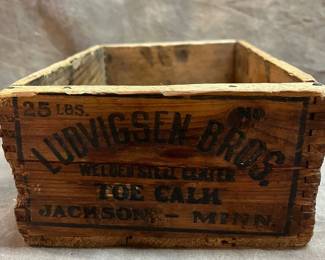 25 LBS.
LUDVIGSEN BROS.
WELDED STEEL CENTER
TOE CALK
JACKSON, - MINN.